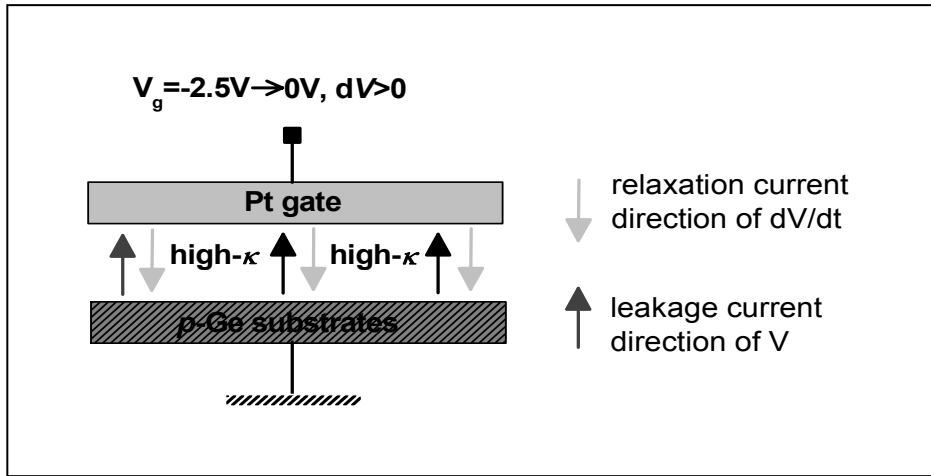 V_g=-2.5V→0V, dV>0
Pt gate
high-κ high-κ
p-Ge substrates
relaxation current
direction of dV/dt
leakage current
direction of V